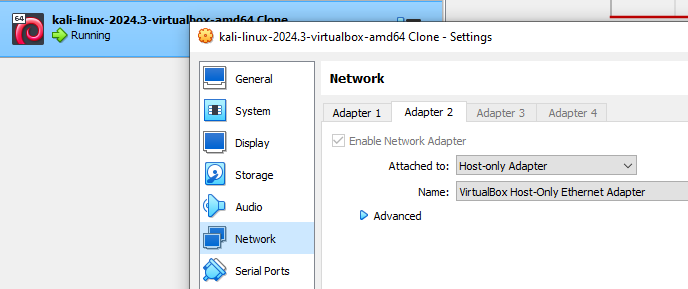 64
kali-linux-2024.3-virtualbox-amd64 Clone
Running
kali-linux-2024.3-virtualbox-amd64 Clone - Settings
General
System
Display
Storage
Audio
Network
Serial Ports
Network
Adapter 1 Adapter 2 Adapter 3 Adapter 4
Enable Network Adapter
Attached to: Host-only Adapter
Name: VirtualBox Host-Only Ethernet Adapter
Advanced